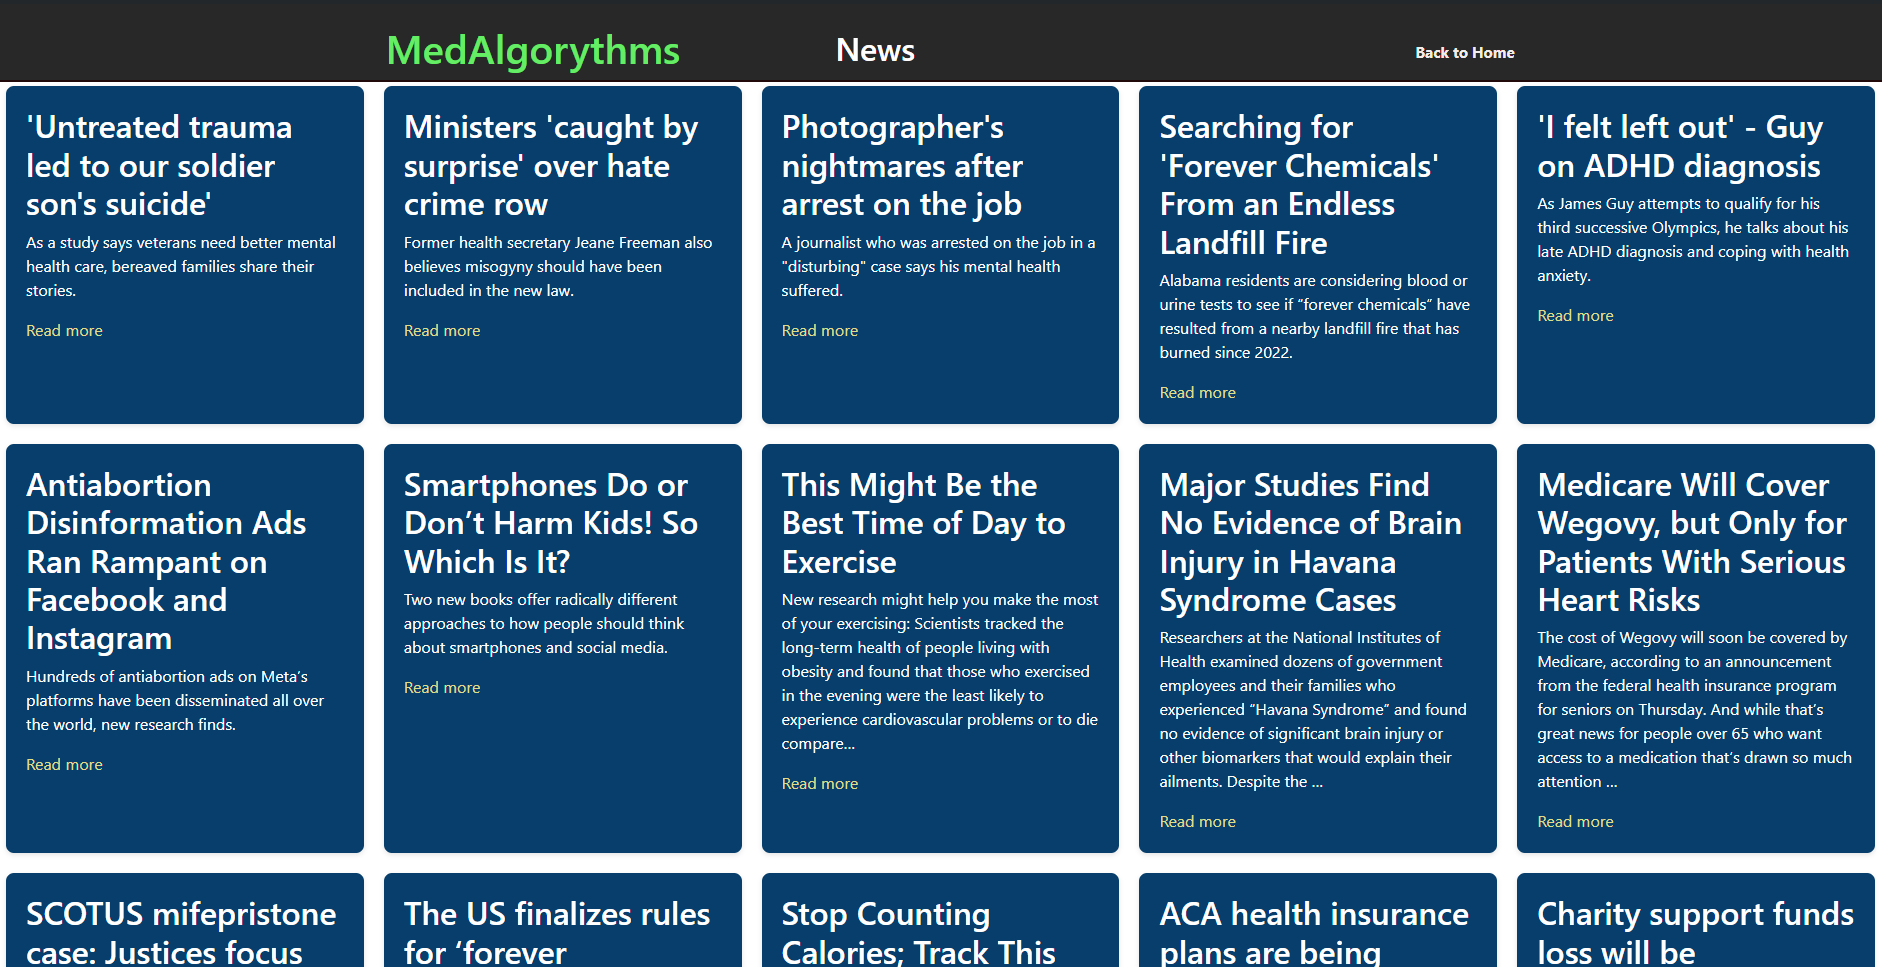 MedAlgorythms
News
Back to Home
'Untreated trauma
led to our soldier
son's suicide'
As a study says veterans need better mental
health care, bereaved families share their
stories.
Read more
Ministers 'caught by
surprise' over hate
crime row
Former health secretary Jeane Freeman also
believes misogyny should have been
included in the new law.
Read more
Photographer's
nightmares after
arrest on the job
A journalist who was arrested on the job in a
"disturbing" case says his mental health
suffered.
Read more
Searching for
'Forever Chemicals'
From an Endless
Landfill Fire
Alabama residents are considering blood or
urine tests to see if “forever chemicals” have
resulted from a nearby landfill fire that has
burned since 2022.
Read more
'I felt left out' - Guy
on ADHD diagnosis
As James Guy attempts to qualify for his
third successive Olympics, he talks about his
late ADHD diagnosis and coping with health
anxiety.
Read more
Antiabortion
Disinformation Ads
Ran Rampant on
Facebook and
Instagram
Hundreds of antiabortion ads on Meta’s
platforms have been disseminated all over
the world, new research finds.
Read more
Smartphones Do or
Don’t Harm Kids! So
Which Is It?
Two new books offer radically different
approaches to how people should think
about smartphones and social media.
Read more
This Might Be the
Best Time of Day to
Exercise
New research might help you make the most
of your exercising: Scientists tracked the
long-term health of people living with
obesity and found that those who exercised
in the evening were the least likely to
experience cardiovascular problems or to die
compare...
Read more
Major Studies Find
No Evidence of Brain
Injury in Havana
Syndrome Cases
Researchers at the National Institutes of
Health examined dozens of government
employees and their families who
experienced “Havana Syndrome” and found
no evidence of significant brain injury or
other biomarkers that would explain their
ailments. Despite the ...
Read more
Medicare Will Cover
Wegovy, but Only for
Patients With Serious
Heart Risks
The cost of Wegovy will soon be covered by
Medicare, according to an announcement
from the federal health insurance program
for seniors on Thursday. And while that’s
great news for people over 65 who want
access to a medication that’s drawn so much
attention ...
Read more
SCOTUS mifepristone
case: Justices focus
The US finalizes rules
for ‘forever
Stop Counting
Calories; Track This
ACA health insurance
plans are being
Charity support funds
loss will be